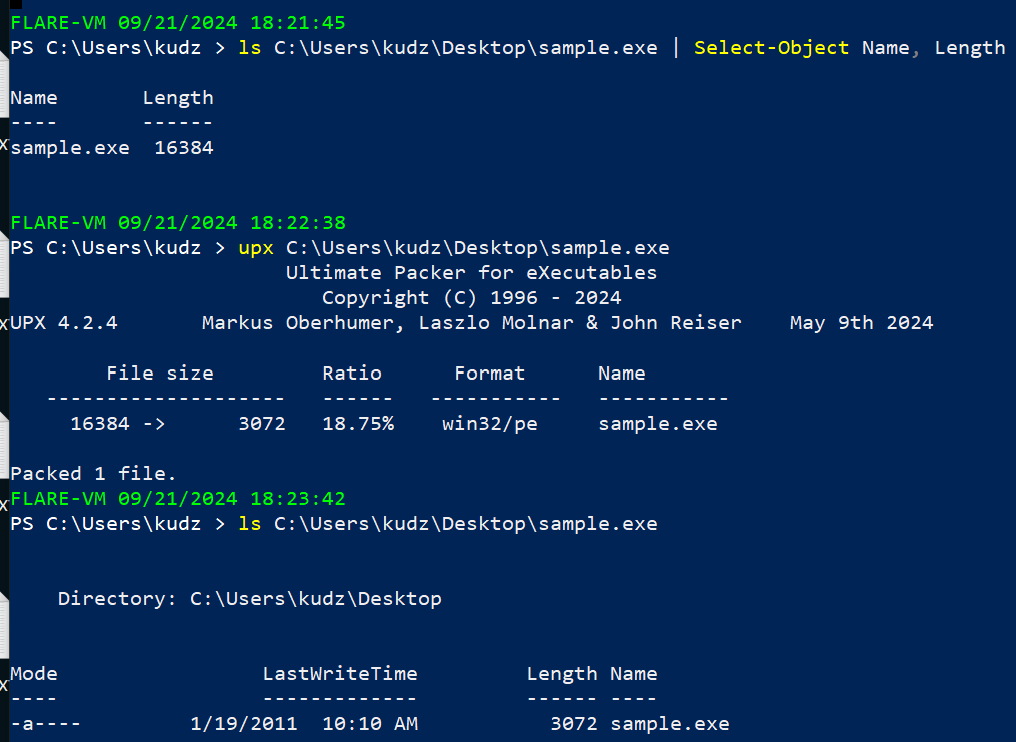 FLARE-VM 09/21/2024 18:21:45
PS C:\Users\kudz > ls C:\Users\kudz\Desktop\sample.exe | Select-Object Name, Length
Name Length
---- ------
sample.exe 16384
FLARE-VM 09/21/2024 18:22:38
PS C:\Users\kudz > upx C:\Users\kudz\Desktop\sample.exe
Ultimate Packer for eXecutables
Copyright (C) 1996 - 2024
UPX 4.2.4 Markus Oberhumer, Laszlo Molnar & John Reiser May 9th 2024
File size Ratio Format Name
-------------------- ------ ----------- -----------
16384 -> 3072 18.75% win32/pe sample.exe
Packed 1 file.
FLARE-VM 09/21/2024 18:23:42
PS C:\Users\kudz > ls C:\Users\kudz\Desktop\sample.exe
Directory: C:\Users\kudz\Desktop
Mode LastWriteTime Length Name
---- ------------- ------ ----
-a---- 1/19/2011 10:10 AM 3072 sample.exe